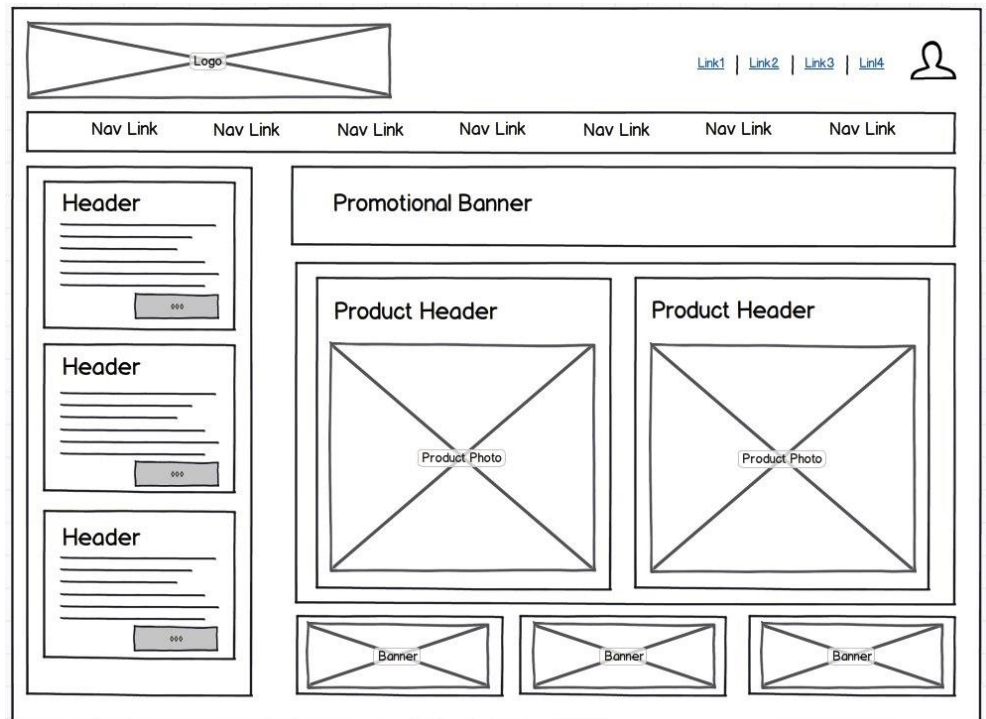 Logo
Link1 | Link2 | Link3 | Linl4
Nav Link Nav Link Nav Link Nav Link Nav Link Nav Link Nav Link
Header
Header
Header
Promotional Banner
Product Header
Product Photo
Product Header
Product Photo
Banner
Banner
Banner